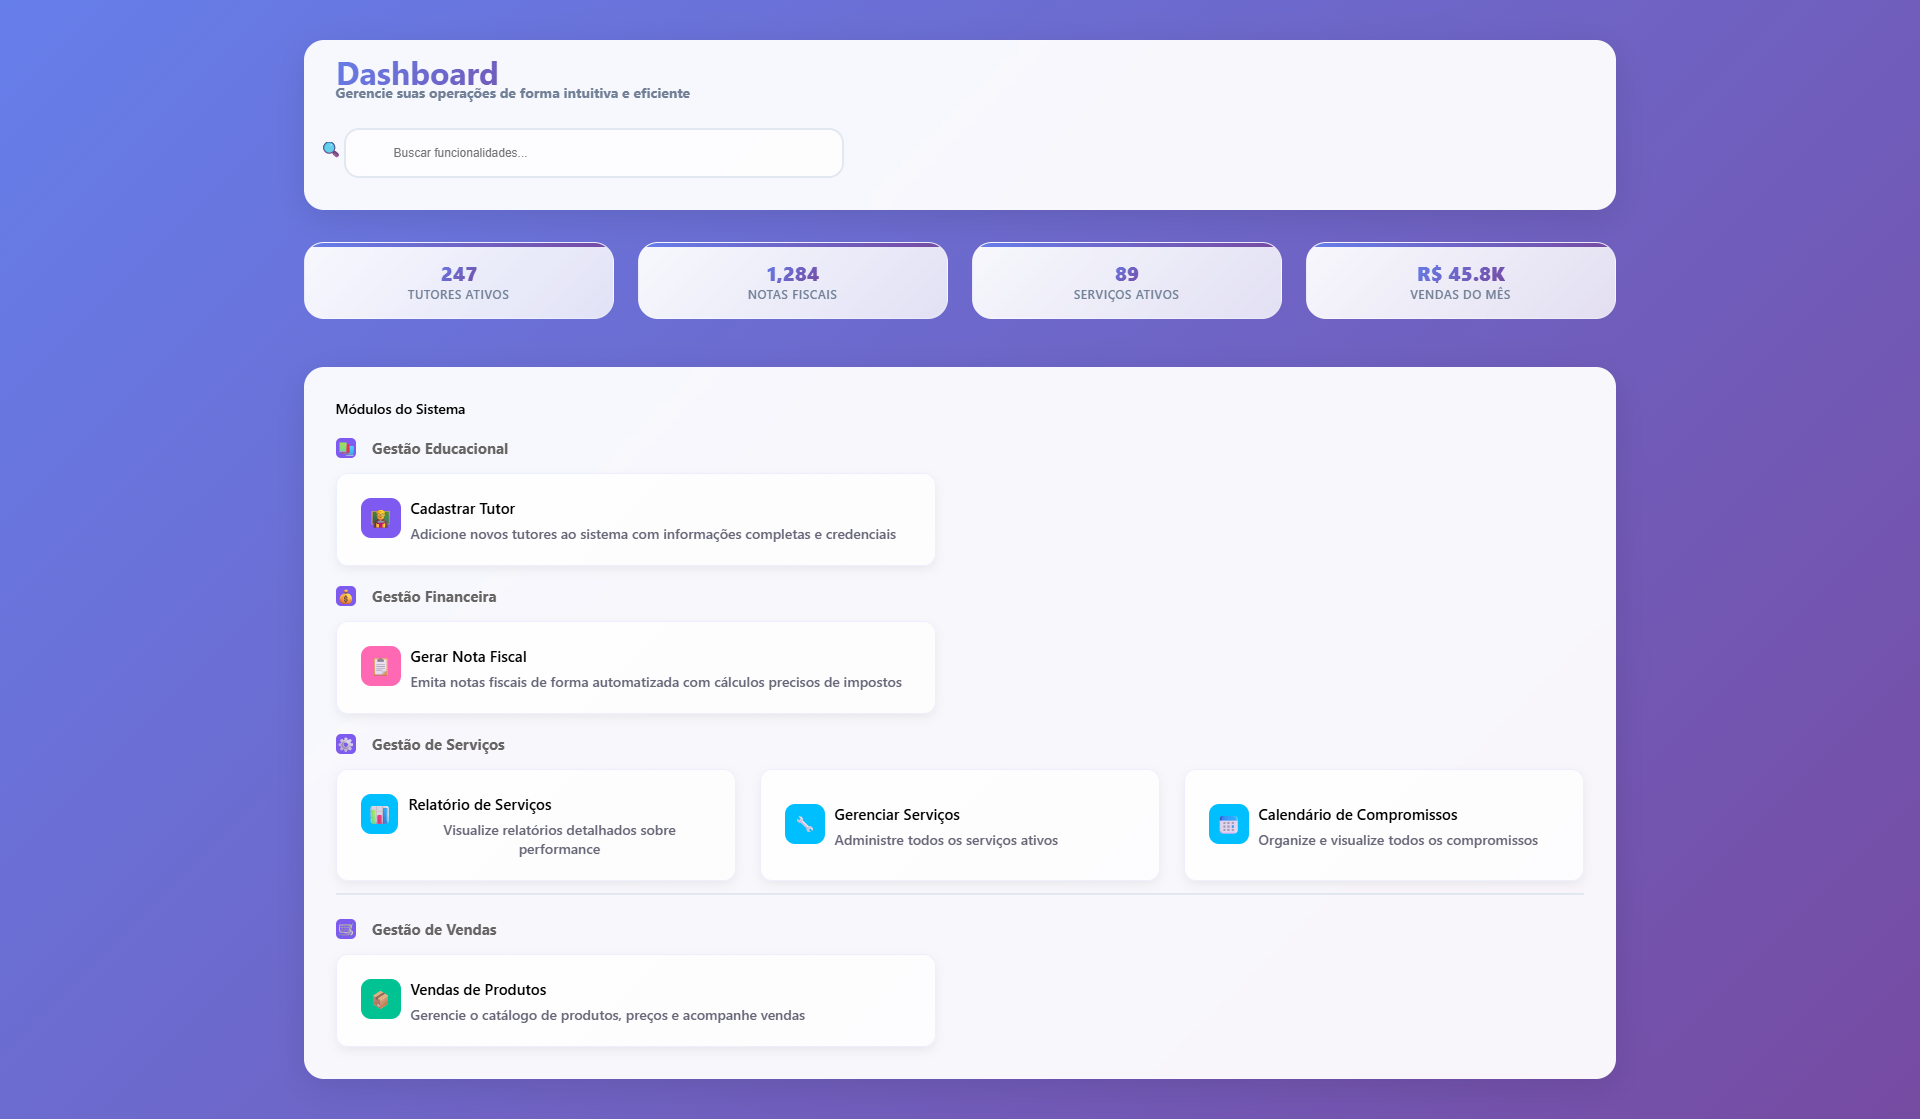 Dashboard
Gerencie suas operações de forma intuitiva e eficiente
Buscar funcionalidades...
247
TUTORES ATIVOS
1,284
NOTAS FISCAIS
89
SERVIÇOS ATIVOS
R$ 45.8K
VENDAS DO MÊS
Módulos do Sistema
Gestão Educacional
Cadastrar Tutor
Adicione novos tutores ao sistema com informações completas e credenciais
Gestão Financeira
Gerar Nota Fiscal
Emita notas fiscais de forma automatizada com cálculos precisos de impostos
Gestão de Serviços
Relatório de Serviços
Visualize relatórios detalhados sobre
performance
Gerenciar Serviços
Administre todos os serviços ativos
Calendário de Compromissos
Organize e visualize todos os compromissos
Gestão de Vendas
Vendas de Produtos
Gerencie o catálogo de produtos, preços e acompanhe vendas